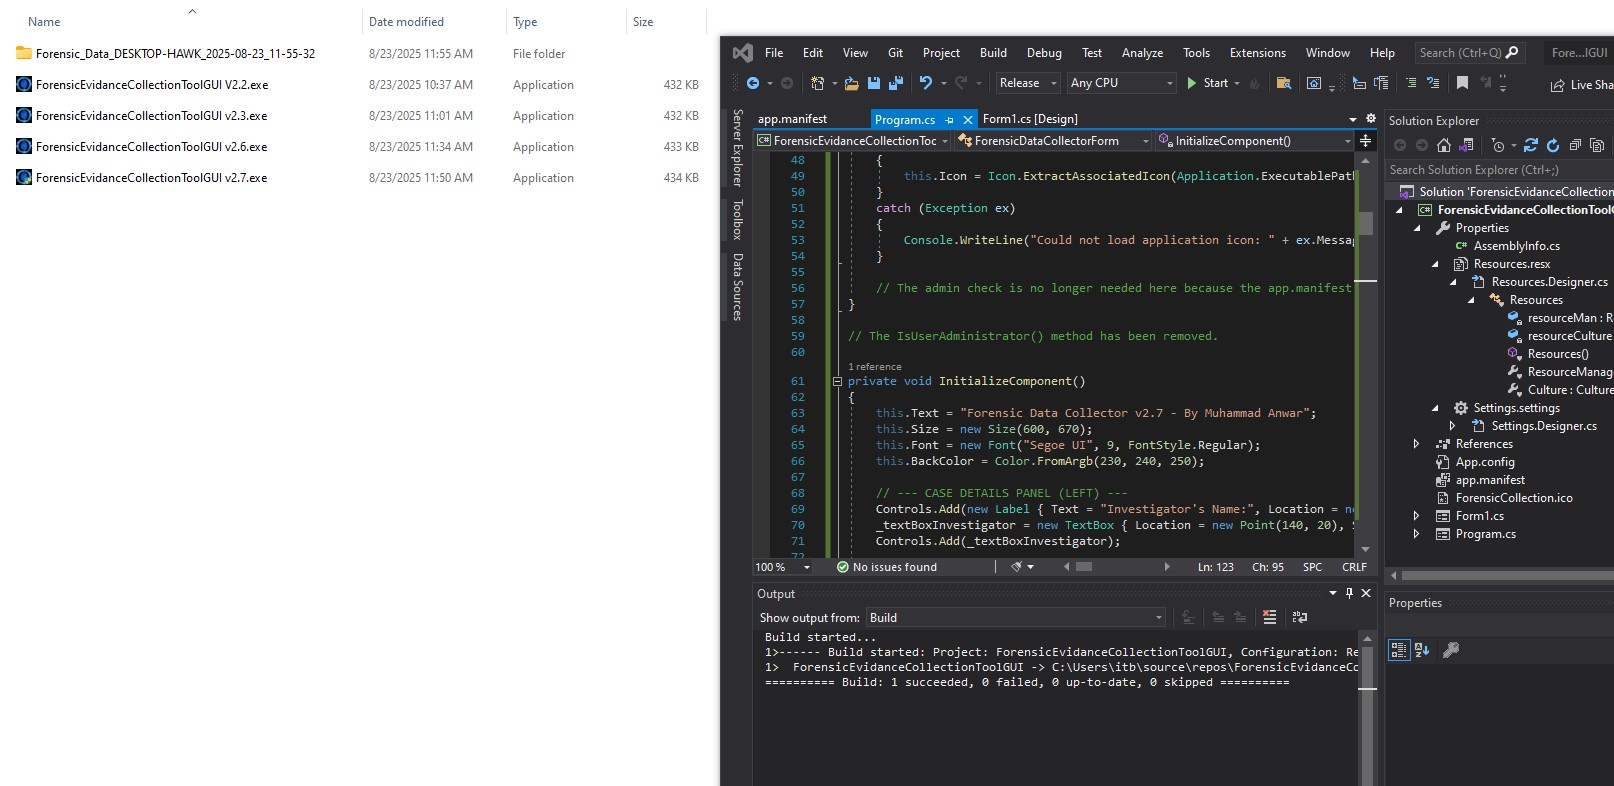 Name Date modified Type Size
Forensic_Data_DESKTOP-HAWK_2025-08-23_11-55-32 8/23/2025 11:55 AM File folder
ForensicEvidanceCollectionToolGUI V2.2.exe 8/23/2025 10:37 AM Application 432 KB
ForensicEvidanceCollectionToolGUI v2.3.exe 8/23/2025 11:01 AM Application 432 KB
ForensicEvidanceCollectionToolGUI v2.6.exe 8/23/2025 11:34 AM Application 433 KB
ForensicEvidanceCollectionToolGUI v2.7.exe 8/23/2025 11:50 AM Application 434 KB
File Edit View Git Project Build Debug Test Analyze Tools Extensions Window Help Search (Ctrl+Q) Fore...lGUI
Release Any CPU Start Live Sha
Server Explorer
Toolbox
Data Sources
app.manifest Program.cs Form1.cs [Design]
ForensicEvidanceCollectionToc ForensicDataCollectorForm InitializeComponent()
48 {
49 this.Icon = Icon.ExtractAssociatedIcon(Application.ExecutablePath
50 }
51 catch (Exception ex)
52 {
53 Console.WriteLine("Could not load application icon: " + ex.Messag
54 }
55
56 // The admin check is no longer needed here because the app.manifest
57 }
58
59 // The IsUserAdministrator() method has been removed.
60
1 reference
61 private void InitializeComponent()
62 {
63 this.Text = "Forensic Data Collector v2.7 - By Muhammad Anwar";
64 this.Size = new Size(600, 670);
65 this.Font = new Font("Segoe UI", 9, FontStyle.Regular);
66 this.BackColor = Color.FromArgb(230, 240, 250);
67
68 // --- CASE DETAILS PANEL (LEFT) ---
69 Controls.Add(new Label { Text = "Investigator's Name:", Location = ne
70 _textBoxInvestigator = new TextBox { Location = new Point(140, 20), S
71 Controls.Add(_textBoxInvestigator);
72
100 % No issues found Ln: 123 Ch: 95 SPC CRLF
Output
Show output from: Build
Build started...
1>------ Build started: Project: ForensicEvidanceCollectionToolGUI, Configuration: Re
1> ForensicEvidanceCollectionToolGUI -> C:\Users\itb\source\repos\ForensicEvidanceCo
========== Build: 1 succeeded, 0 failed, 0 up-to-date, 0 skipped ==========
Solution Explorer
Search Solution Explorer (Ctrl+;)
Solution 'ForensicEvidanceCollection
ForensicEvidanceCollectionToolG
Properties
AssemblyInfo.cs
Resources.resx
Resources.Designer.cs
Resources
resourceMan : R
resourceCulture
Resources()
ResourceManag
Culture : Culture
Settings.settings
Settings.Designer.cs
References
App.config
app.manifest
ForensicCollection.ico
Form1.cs
Program.cs
Properties